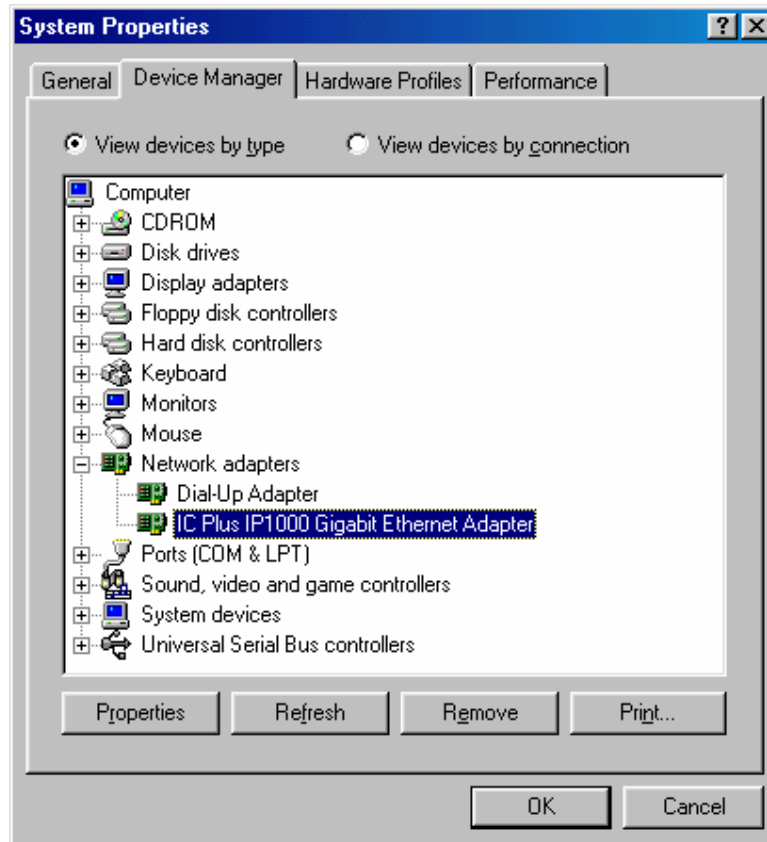 System Properties
General Device Manager Hardware Profiles Performance
View devices by type View devices by connection
Computer
CDROM
Disk drives
Display adapters
Floppy disk controllers
Hard disk controllers
Keyboard
Monitors
Mouse
Network adapters
Dial-Up Adapter
IC Plus IP1000 Gigabit Ethernet Adapter
Ports (COM & LPT)
Sound, video and game controllers
System devices
Universal Serial Bus controllers
Properties Refresh Remove Print...
OK Cancel